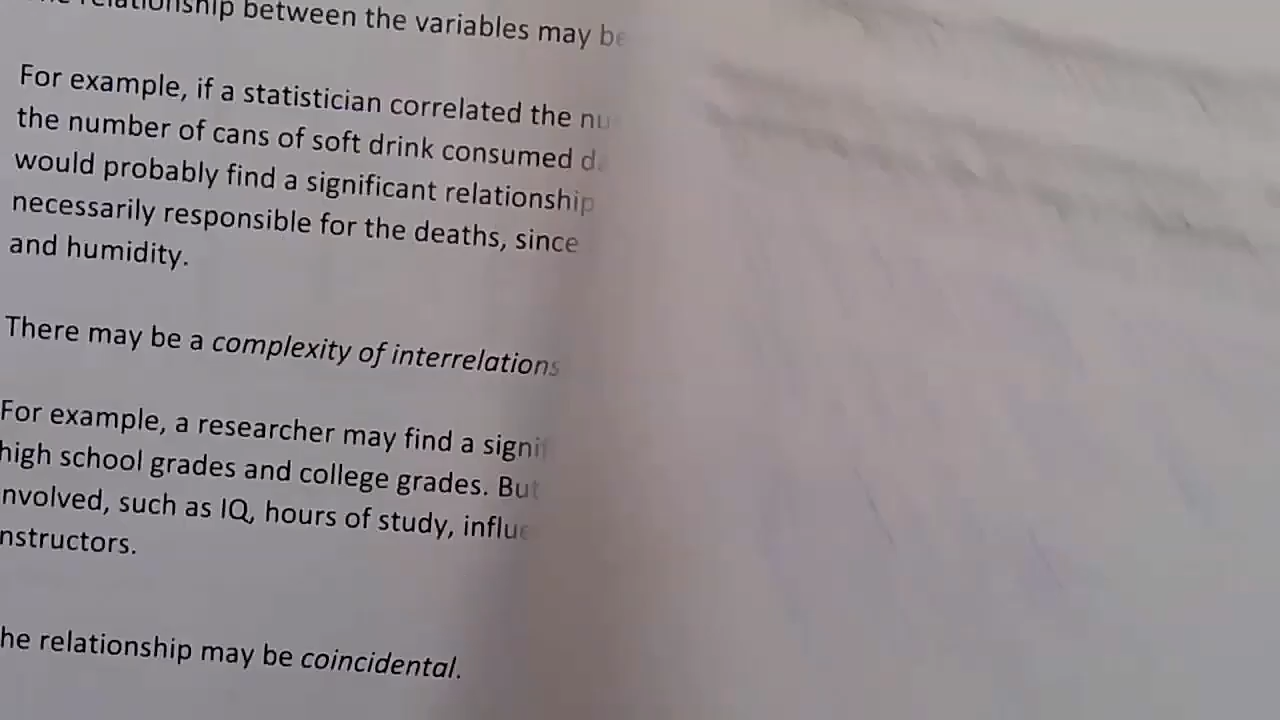 relationship between the variables may be
For example, if a statistician correlated the
the number of cans of soft drink consumed
would probably find a significant relationship
necessarily responsible for the deaths, since
and humidity.
There may be a complexity of interrelations
For example, a researcher may find a signif
high school grades and college grades. But
nvolved, such as IQ, hours of study, influe
nstructors.
he relationship may be coincidental.